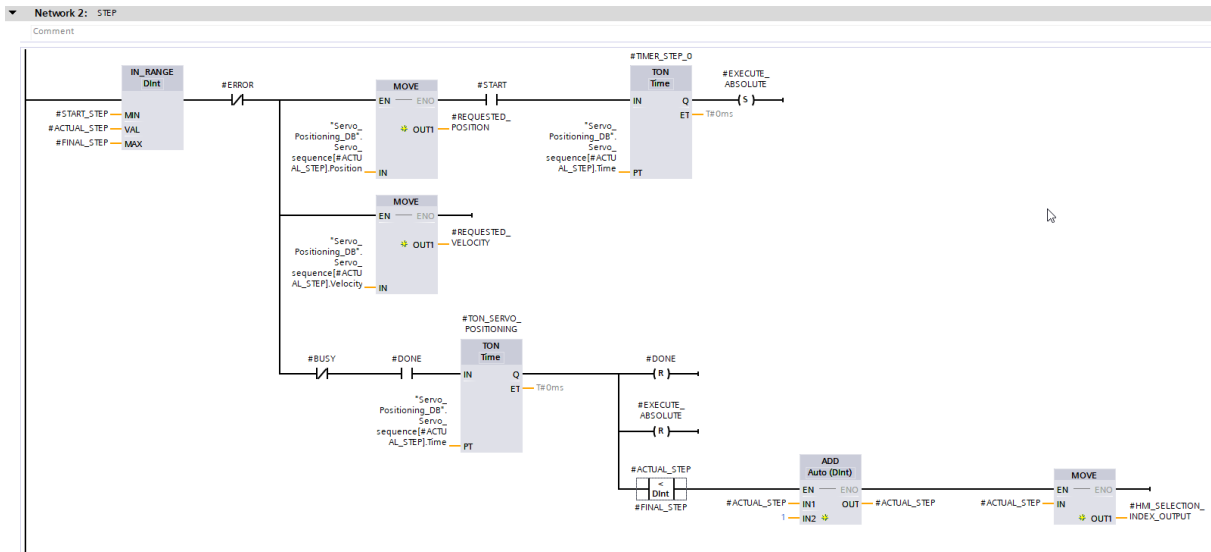 Network 2: STEP
Comment
IN_RANGE
DInt
#START_STEP
MIN
#ACTUAL_STEP
VAL
#FINAL_STEP
MAX
#ERROR
MOVE
EN
ENO
#START
"Servo_
Positioning_DB".
Servo_
sequence[#ACTU
AL_STEP].Position
IN
OUT1
#REQUESTED_
POSITION
#TIMER_STEP_0
TON
Time
IN
Q
ET
T#0ms
"Servo_
Positioning_DB".
Servo_
sequence[#ACTU
AL_STEP].Time
PT
#EXECUTE_
ABSOLUTE
S
MOVE
EN
ENO
"Servo_
Positioning_DB".
Servo_
sequence[#ACTU
AL_STEP].Velocity
IN
OUT1
#REQUESTED_
VELOCITY
#BUSY
#DONE
#TON_SERVO_
POSITIONING
TON
Time
IN
Q
ET
T#0ms
"Servo_
Positioning_DB".
Servo_
sequence[#ACTU
AL_STEP].Time
PT
#DONE
R
#EXECUTE_
ABSOLUTE
R
#ACTUAL_STEP
<
DInt
#FINAL_STEP
ADD
Auto (DInt)
EN
ENO
#ACTUAL_STEP
IN1
OUT
#ACTUAL_STEP
1
IN2
MOVE
EN
ENO
#ACTUAL_STEP
IN
OUT1
#HMI_SELECTION_
INDEX_OUTPUT